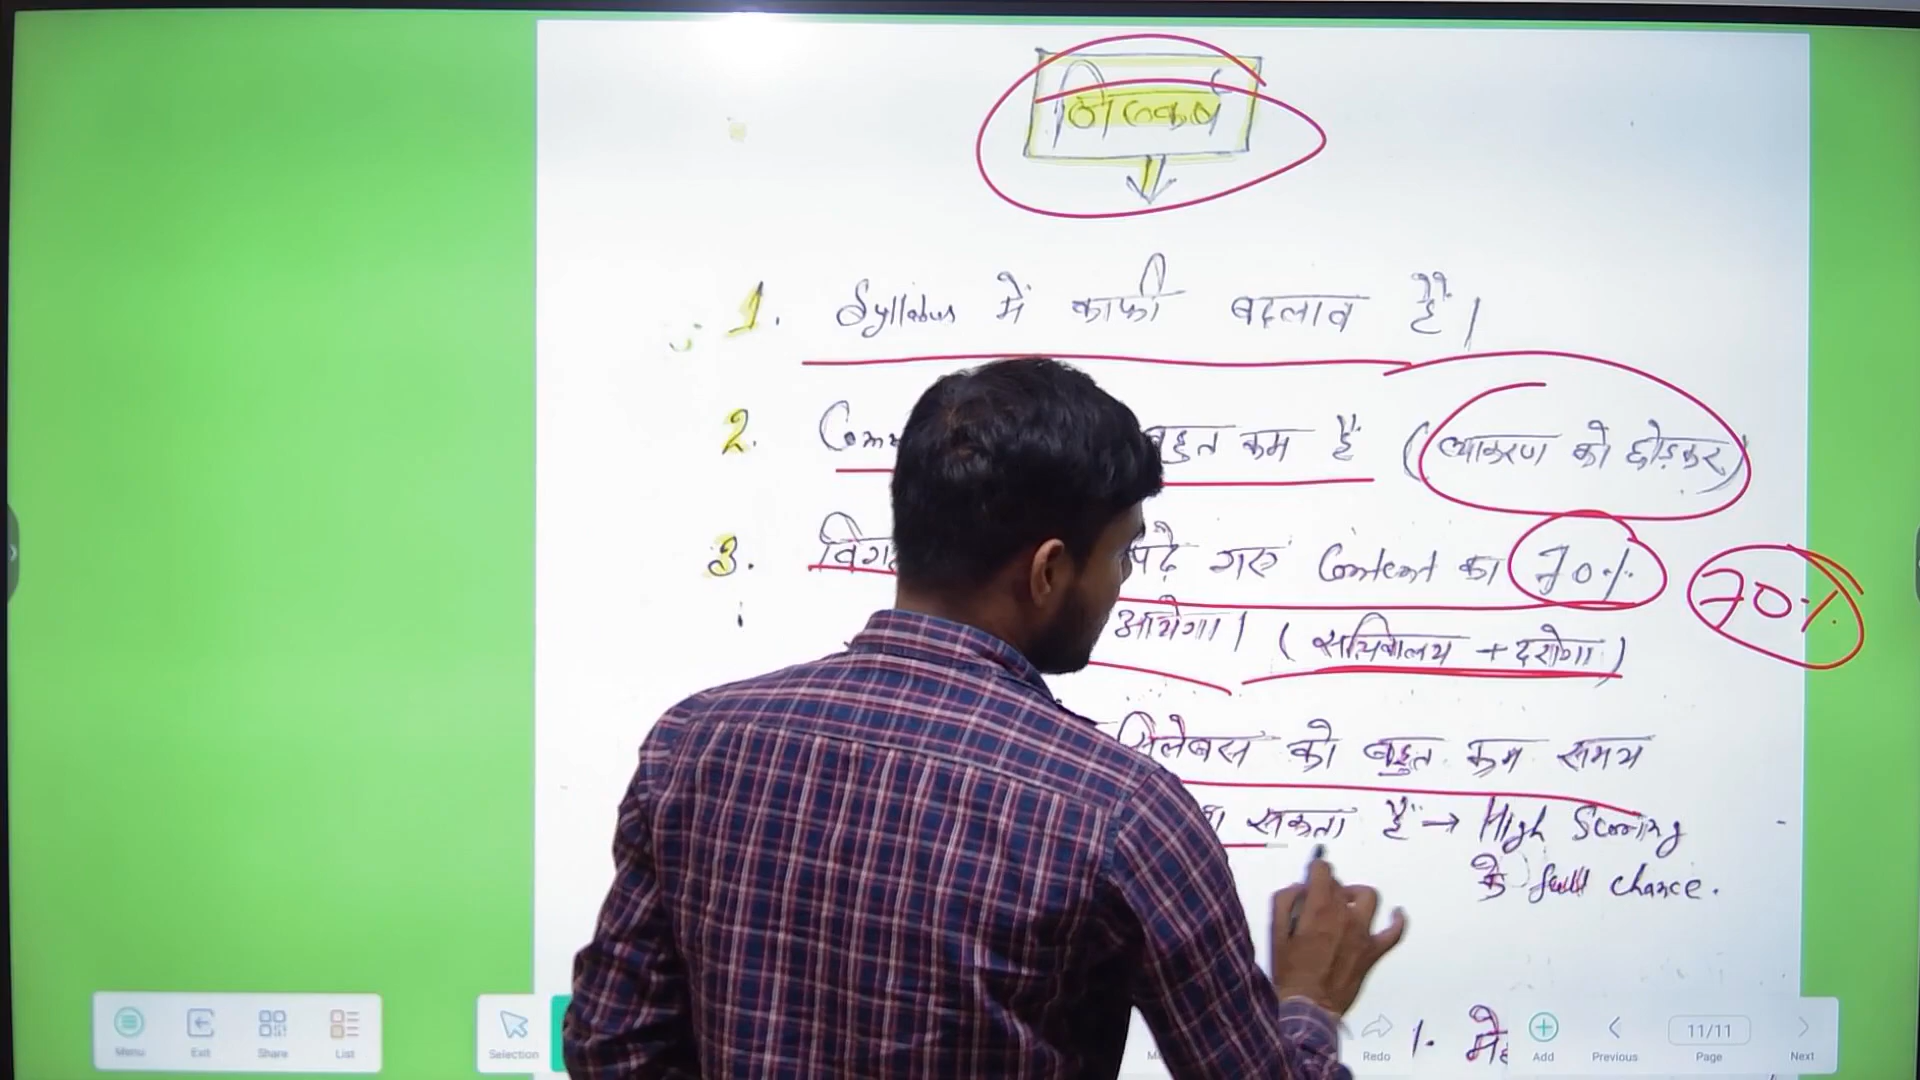 निष्कर्ष
1. Syllabus में काफी बदलाव है।
2. बहुत कम है (व्याकरण को छोड़कर)
3. पढ़े गए Content का 70% 70%
आयेगा। (सचिवालय + दरोगा)
सिलेबस को बहुत कम समय
सकता है → High Scoring
के full chance.
1.
Menu Exit Share List Selection Redo Add Previous 11/11 Page Next